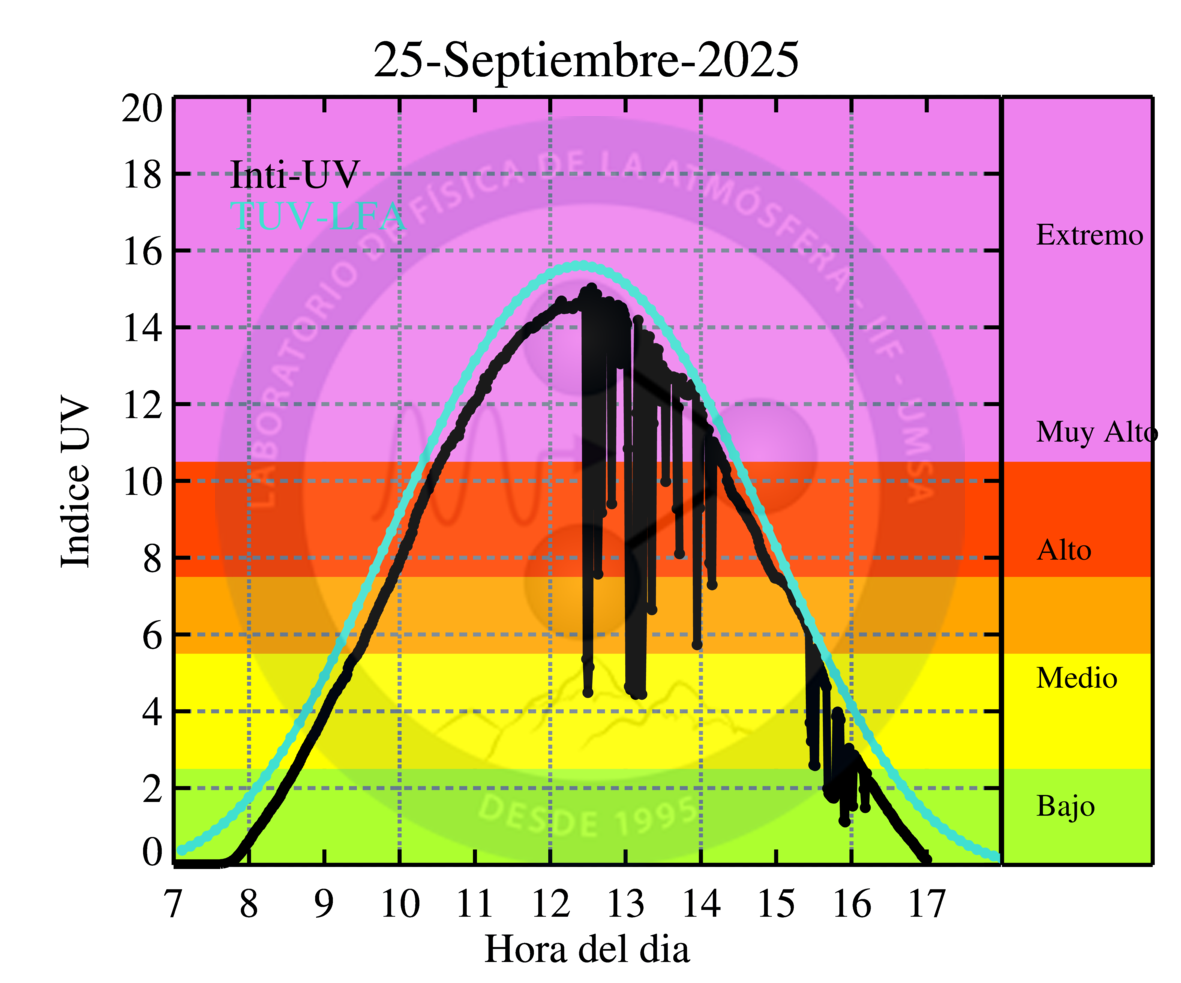 25-Septiembre-2025
Indice UV
20
18
16
14
12
10
8
6
4
2
0
Inti-UV
TUV-LFA
LABORATORIO DE FÍSICA DE LA ATMÓSFERA - IIF - UMSA
DESDE 1995
Extremo
Muy Alto
Alto
Medio
Bajo
7 8 9 10 11 12 13 14 15 16 17
Hora del dia